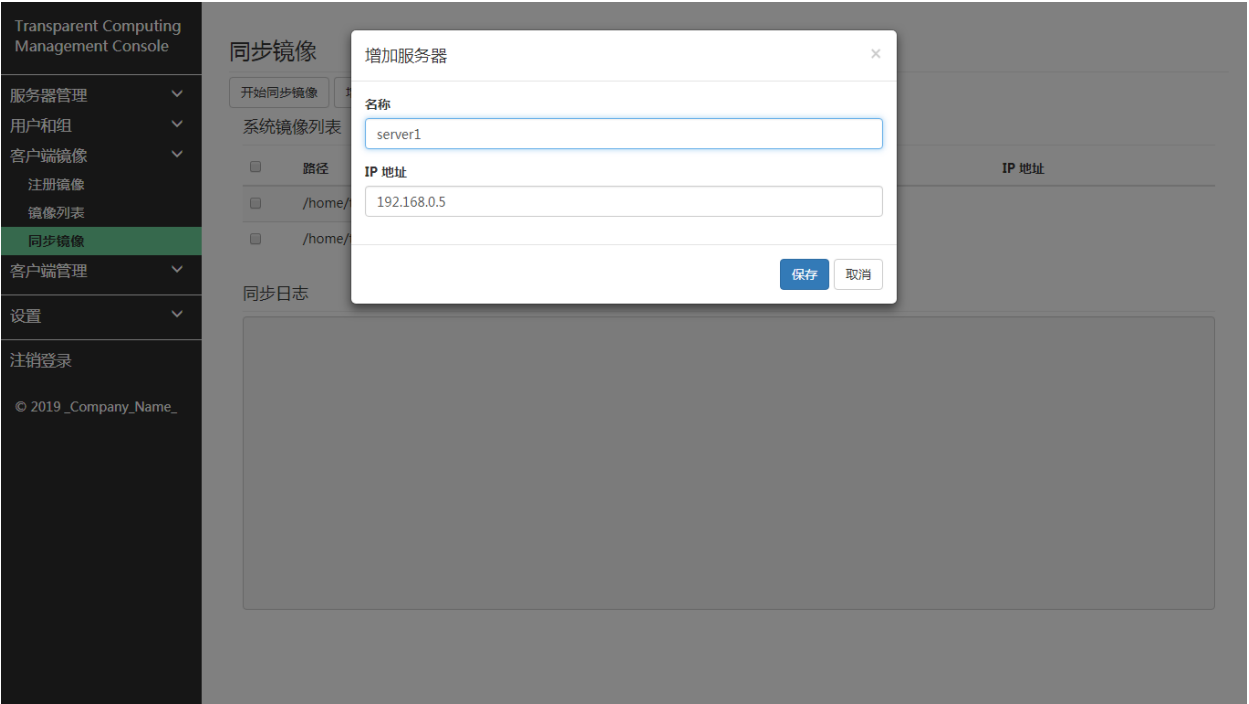 Transparent Computing
Management Console
服务器管理
用户和组
客户端镜像
注册镜像
镜像列表
同步镜像
客户端管理
设置
注销登录
© 2019 _Company_Name_
同步镜像
开始同步镜像
系统镜像列表
路径
IP 地址
/home/
/home/
同步日志
增加服务器
×
名称
server1
IP 地址
192.168.0.5
保存
取消